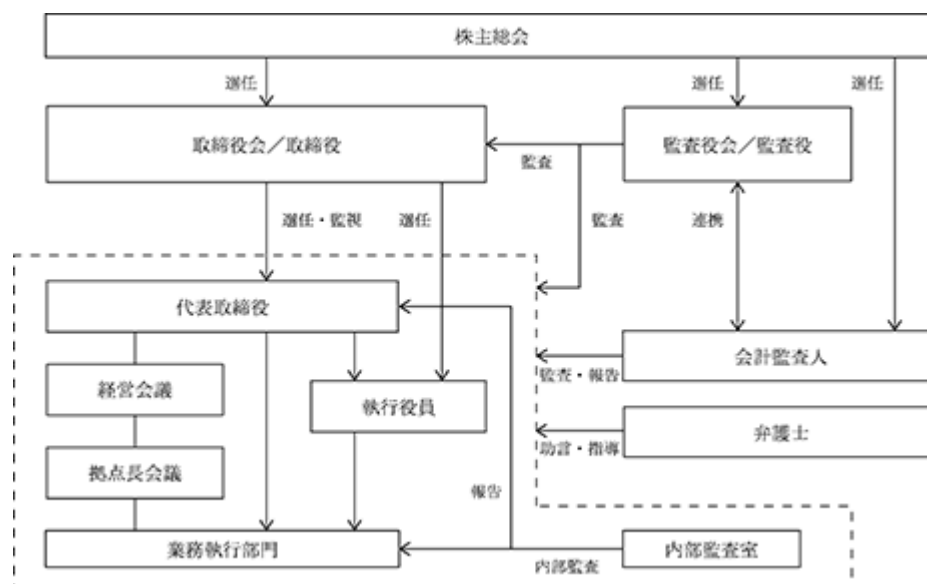 株主総会
選任
選任
選任
取締役会／取締役
監査役会／監査役
監査
選任・監視
選任
監査
連携
代表取締役
会計監査人
監査・報告
経営会議
執行役員
弁護士
助言・指導
拠点長会議
報告
業務執行部門
内部監査室
内部監査